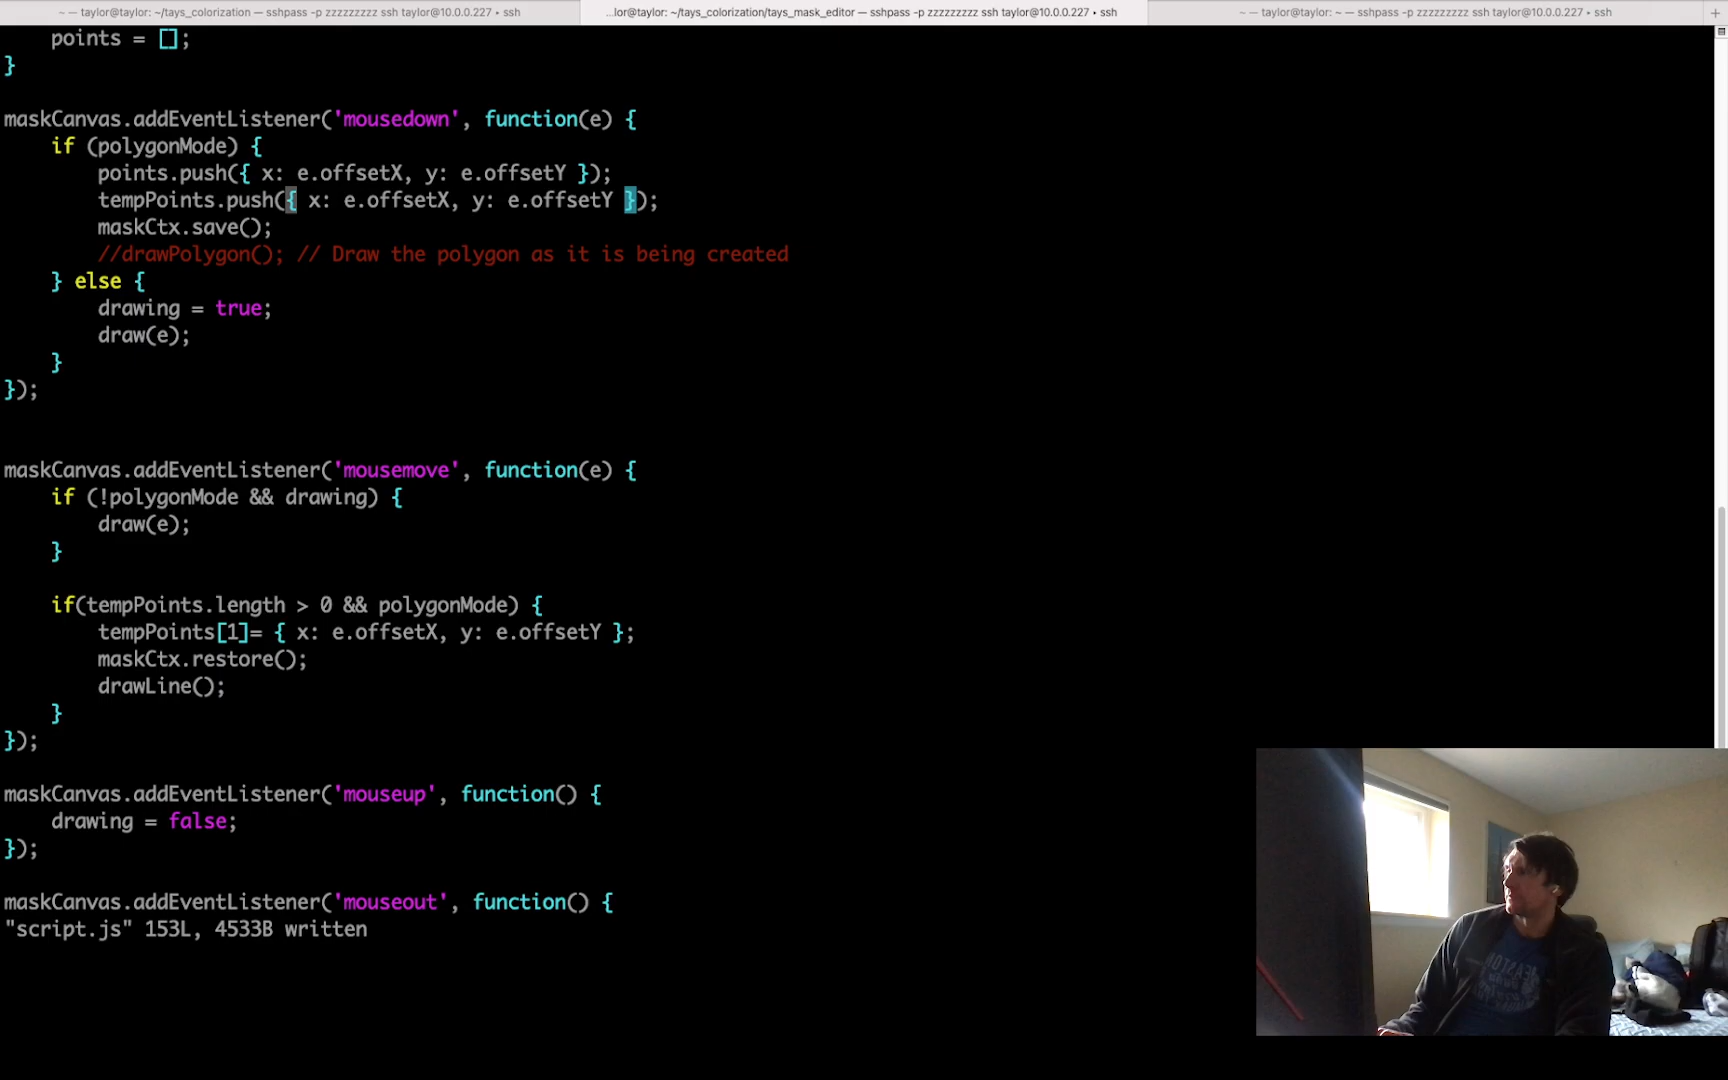 ~ — taylor@taylor: ~/tays_colorization — sshpass -p zzzzzzzzz ssh taylor@10.0.0.227 • ssh
...lor@taylor: ~/tays_colorization/tays_mask_editor — sshpass -p zzzzzzzzz ssh taylor@10.0.0.227 • ssh
~ — taylor@taylor: ~ — sshpass -p zzzzzzzzz ssh taylor@10.0.0.227 • ssh
points = [];
}
maskCanvas.addEventListener('mousedown', function(e) {
if (polygonMode) {
points.push({ x: e.offsetX, y: e.offsetY });
tempPoints.push({ x: e.offsetX, y: e.offsetY });
maskCtx.save();
//drawPolygon(); // Draw the polygon as it is being created
} else {
drawing = true;
draw(e);
}
});
maskCanvas.addEventListener('mousemove', function(e) {
if (!polygonMode && drawing) {
draw(e);
}
if(tempPoints.length > 0 && polygonMode) {
tempPoints[1]= { x: e.offsetX, y: e.offsetY };
maskCtx.restore();
drawLine();
}
});
maskCanvas.addEventListener('mouseup', function() {
drawing = false;
});
maskCanvas.addEventListener('mouseout', function() {
"script.js" 153L, 4533B written